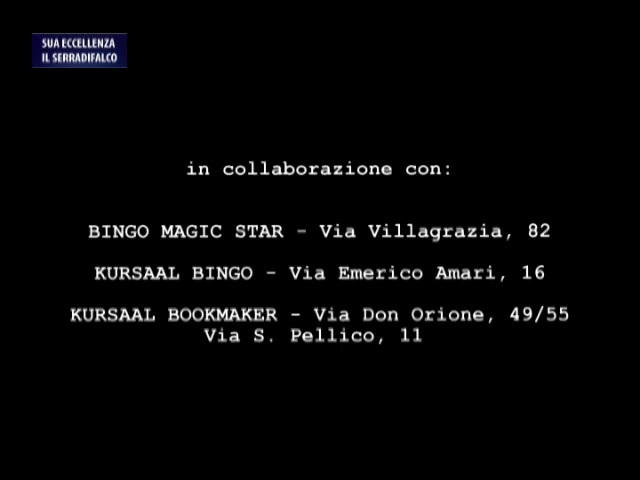 SUA ECCELLENZA
IL SERRADIFALCO
in collaborazione con:
BINGO MAGIC STAR - Via Villagrazia, 82
KURSAAL BINGO - Via Emerico Amari, 16
KURSAAL BOOKMAKER - Via Don Orione, 49/55
Via S. Pellico, 11